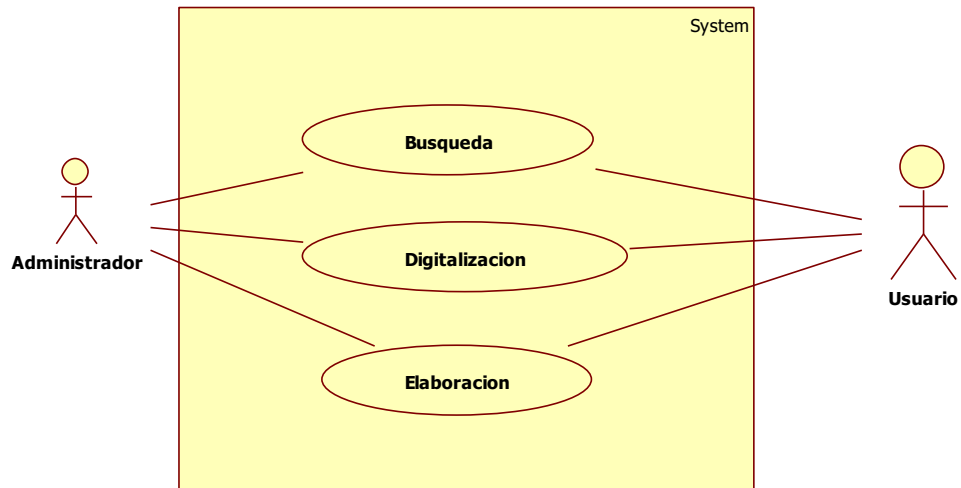 System
Busqueda
Administrador
Digitalizacion
Usuario
Elaboracion